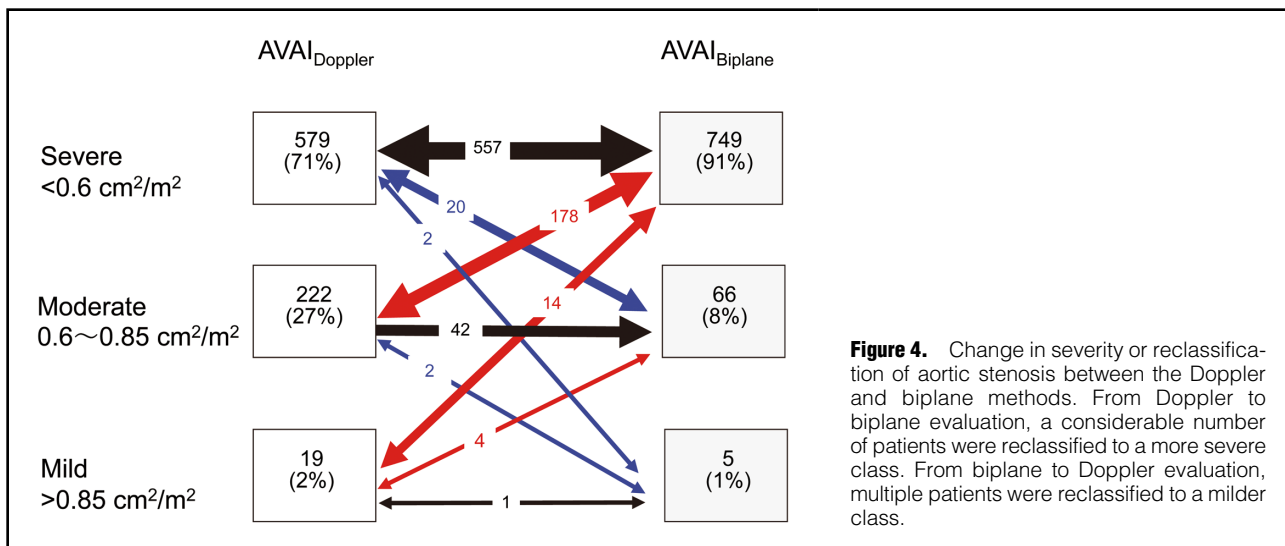 AVAI Doppler AVAI Biplane
Severe
<0.6 cm²/m²
579
(71%)
557
749
(91%)
20
178
2
14
Moderate
0.6～0.85 cm²/m²
222
(27%)
42
66
(8%)
2
4
Mild
>0.85 cm²/m²
19
(2%)
1
5
(1%)
Figure 4. Change in severity or reclassifica-
tion of aortic stenosis between the Doppler
and biplane methods. From Doppler to
biplane evaluation, a considerable number
of patients were reclassified to a more severe
class. From biplane to Doppler evaluation,
multiple patients were reclassified to a milder
class.